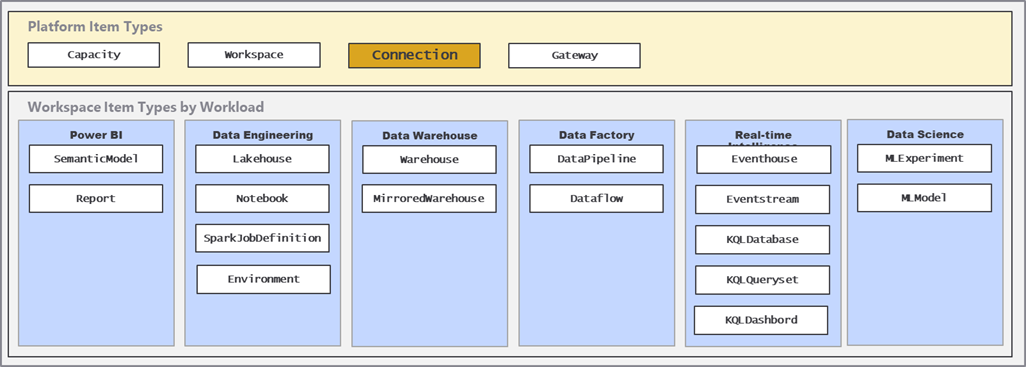 Platform Item Types
Capacity
Workspace
Connection
Gateway
Workspace Item Types by Workload
Power BI
SemanticModel
Report
Data Engineering
Lakehouse
Notebook
SparkJobDefinition
Environment
Data Warehouse
Warehouse
MirroredWarehouse
Data Factory
DataPipeline
Dataflow
Real-time
Intelligence
Eventhouse
Eventstream
KQLDatabase
KQLQueryset
KQLDashbord
Data Science
MLExperiment
MLModel